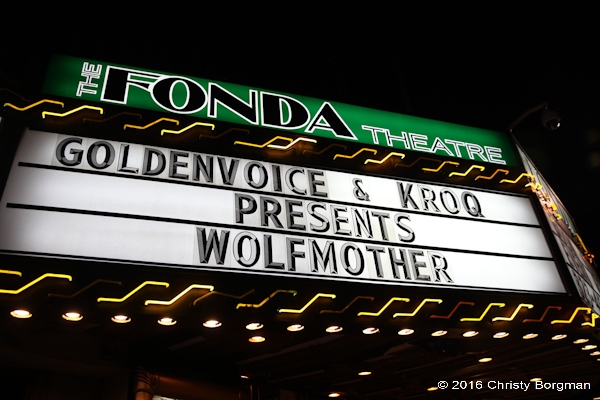 THE FONDA THEATRE
GOLDENVOICE & KROQ
PRESENTS
WOLFMOTHER
© 2016 Christy Borgman